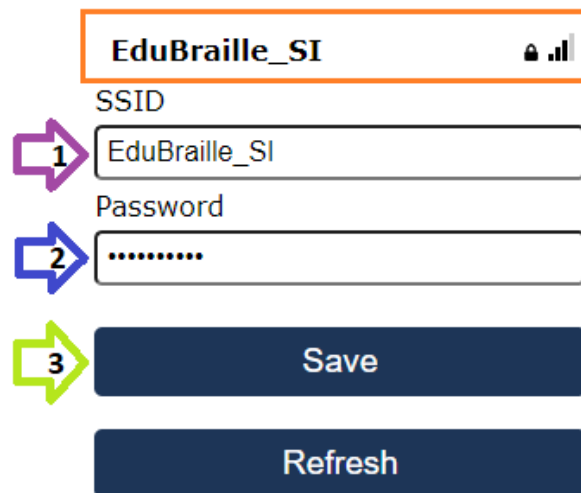 EduBraille_SI
SSID
1 EduBraille_SI
Password
2 ••••••••••
3 Save
Refresh